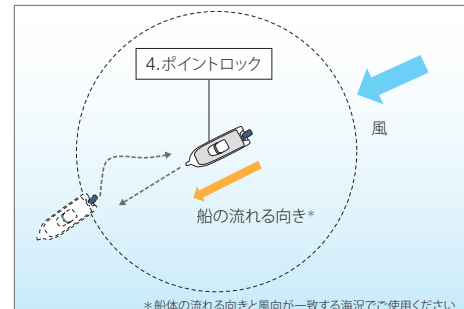 4.ポイントロック
風
船の流れる向き*
*船体の流れる向きと風向が一致する海況でご使用ください